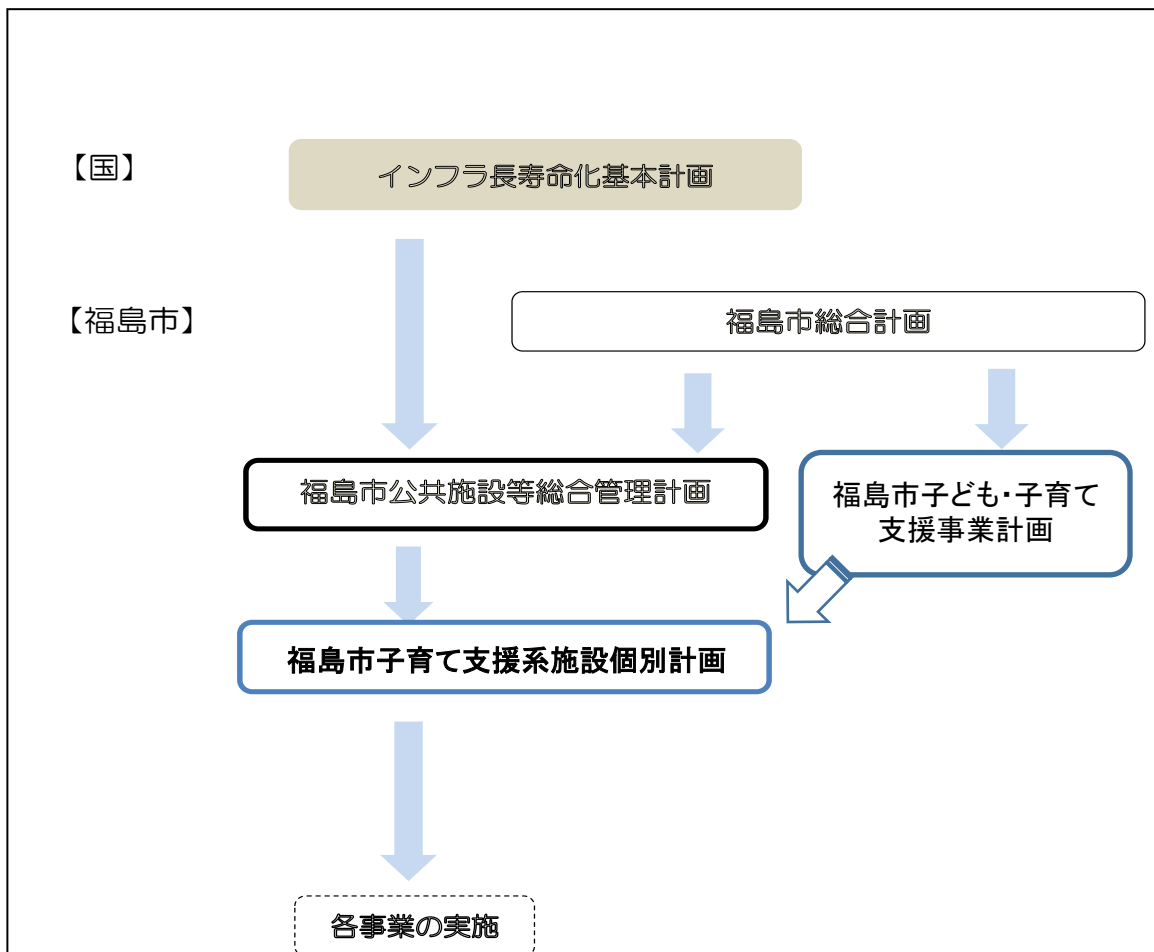 【国】
インフラ長寿命化基本計画
【福島市】
福島市総合計画
福島市公共施設等総合管理計画
福島市子ども・子育て
支援事業計画
福島市子育て支援系施設個別計画
各事業の実施